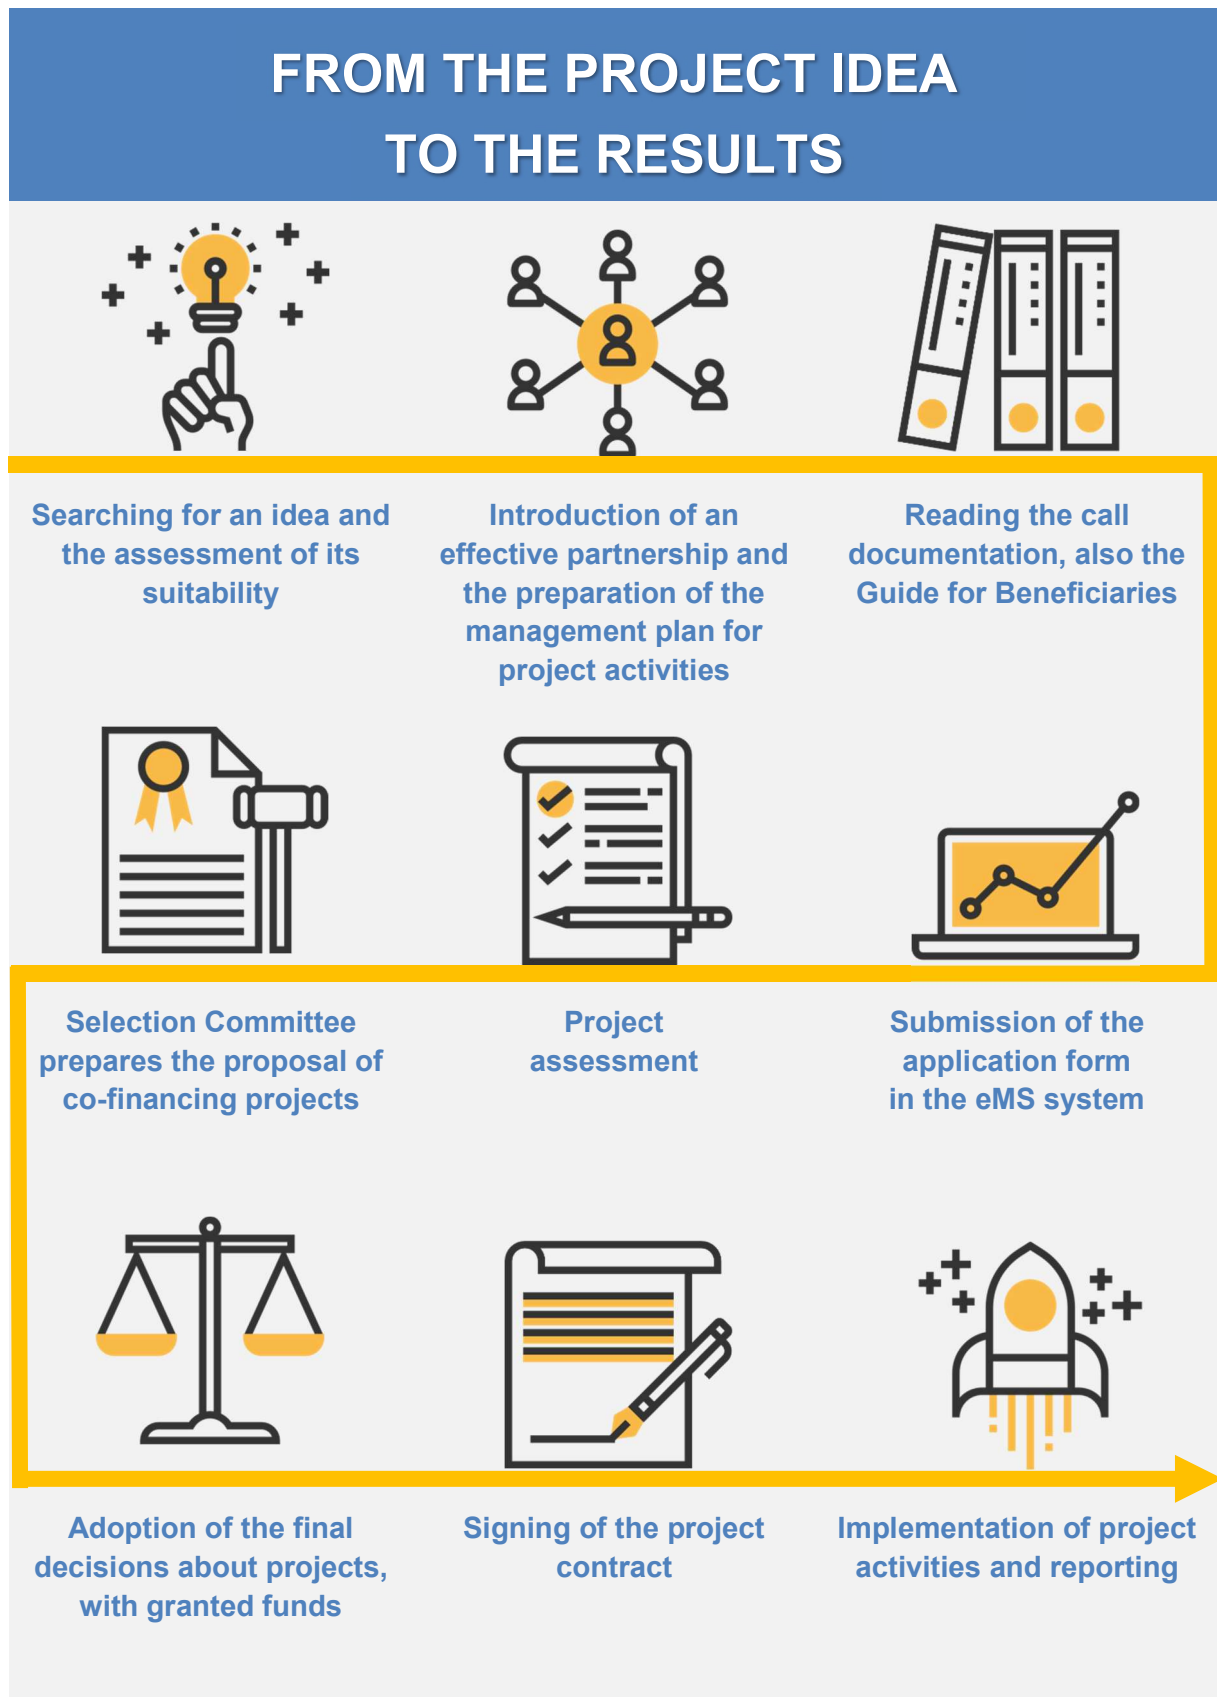 FROM THE PROJECT IDEA
TO THE RESULTS
Searching for an idea and
the assessment of its
suitability
Introduction of an
effective partnership and
the preparation of the
management plan for
project activities
Reading the call
documentation, also the
Guide for Beneficiaries
Selection Committee
prepares the proposal of
co-financing projects
Project
assessment
Submission of the
application form
in the eMS system
Adoption of the final
decisions about projects,
with granted funds
Signing of the project
contract
Implementation of project
activities and reporting